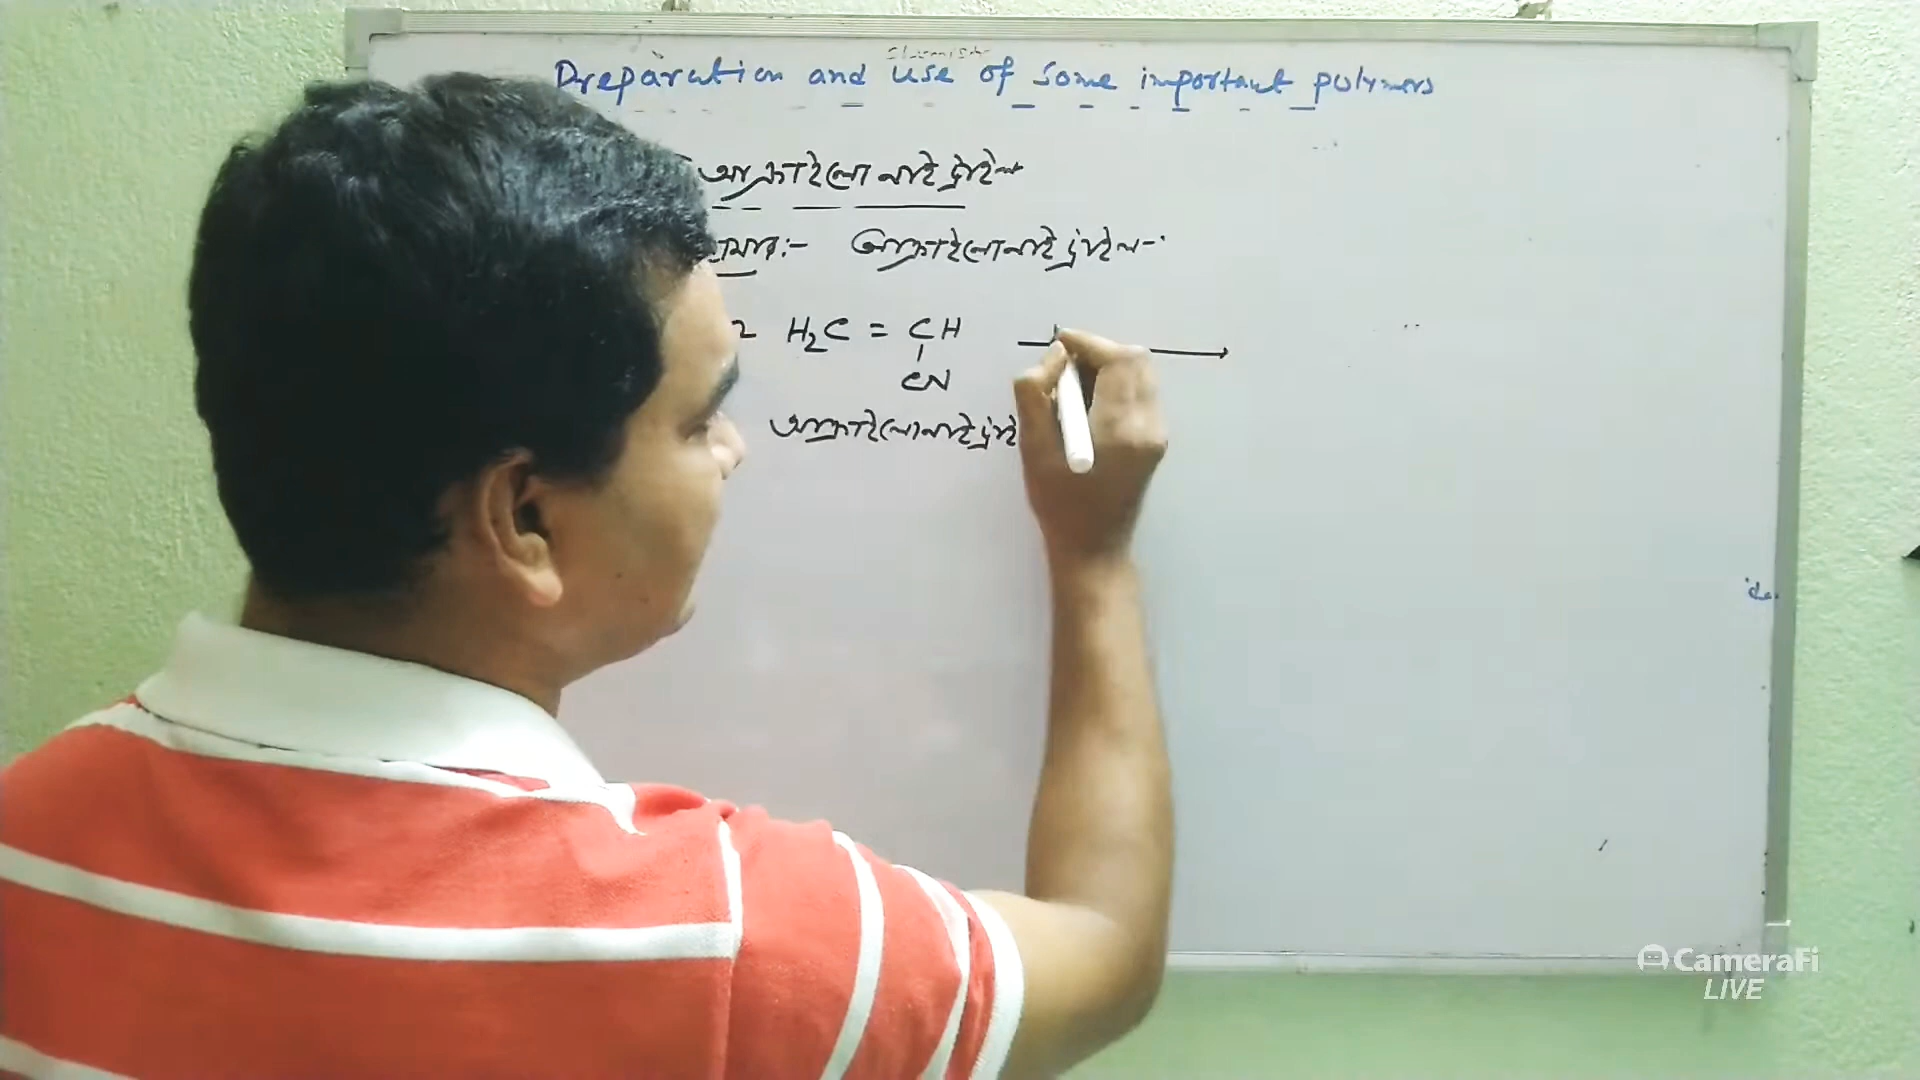 Preparation and use of some important polymers
অ্যাক্রাইলোনাইট্রাইল
মার:- অ্যাক্রাইলোনাইট্রাইল
H₂C = CH
CN
অ্যাক্রাইলোনাইট্রাই
CameraFi
LIVE